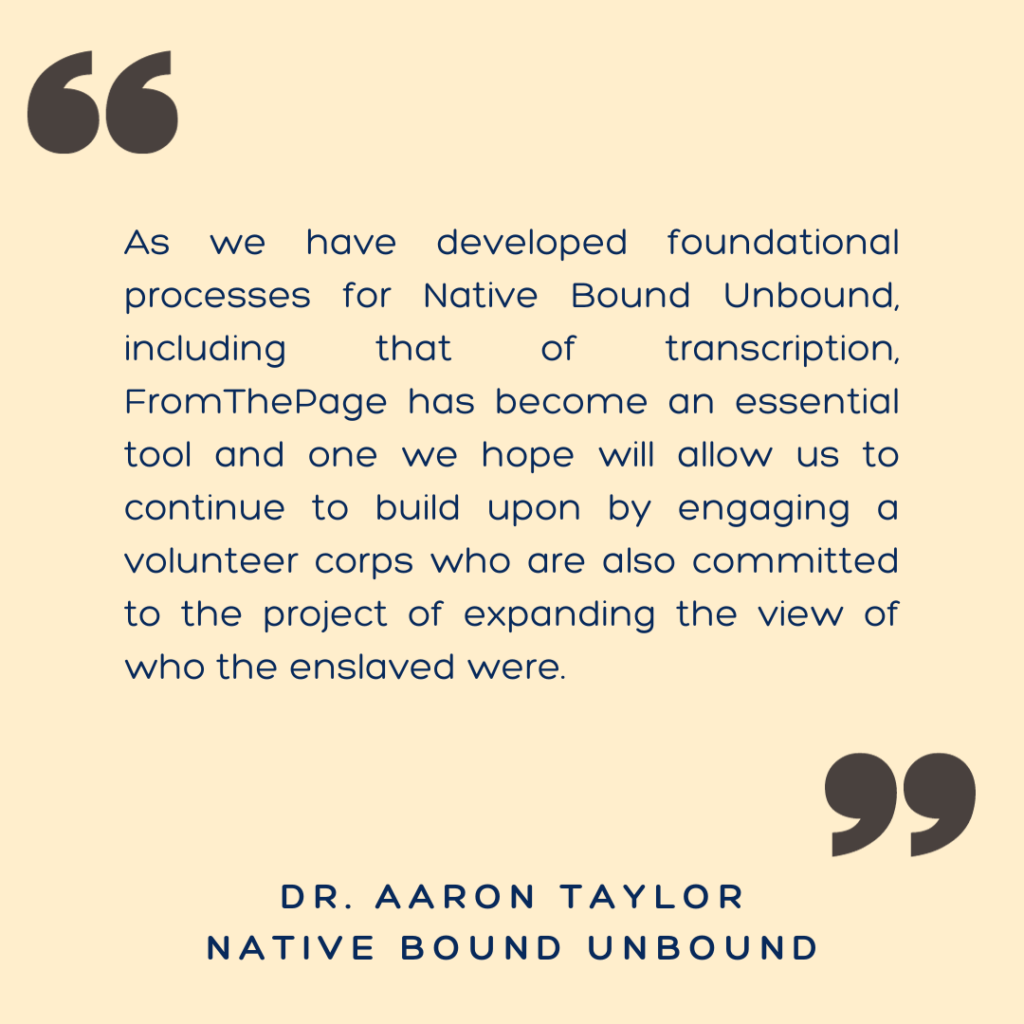 “
As we have developed foundational
processes for Native Bound Unbound,
including that of transcription,
FromThePage has become an essential
tool and one we hope will allow us to
continue to build upon by engaging a
volunteer corps who are also committed
to the project of expanding the view of
who the enslaved were.
”
DR. AARON TAYLOR
NATIVE BOUND UNBOUND